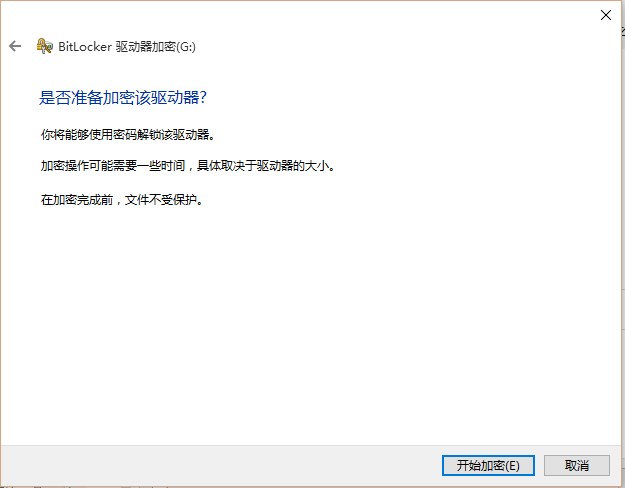 BitLocker 驱动器加密(G:)
是否准备加密该驱动器?
你将能够使用密码解锁该驱动器。
加密操作可能需要一些时间，具体取决于驱动器的大小。
在加密完成前，文件不受保护。
开始加密(E)
取消